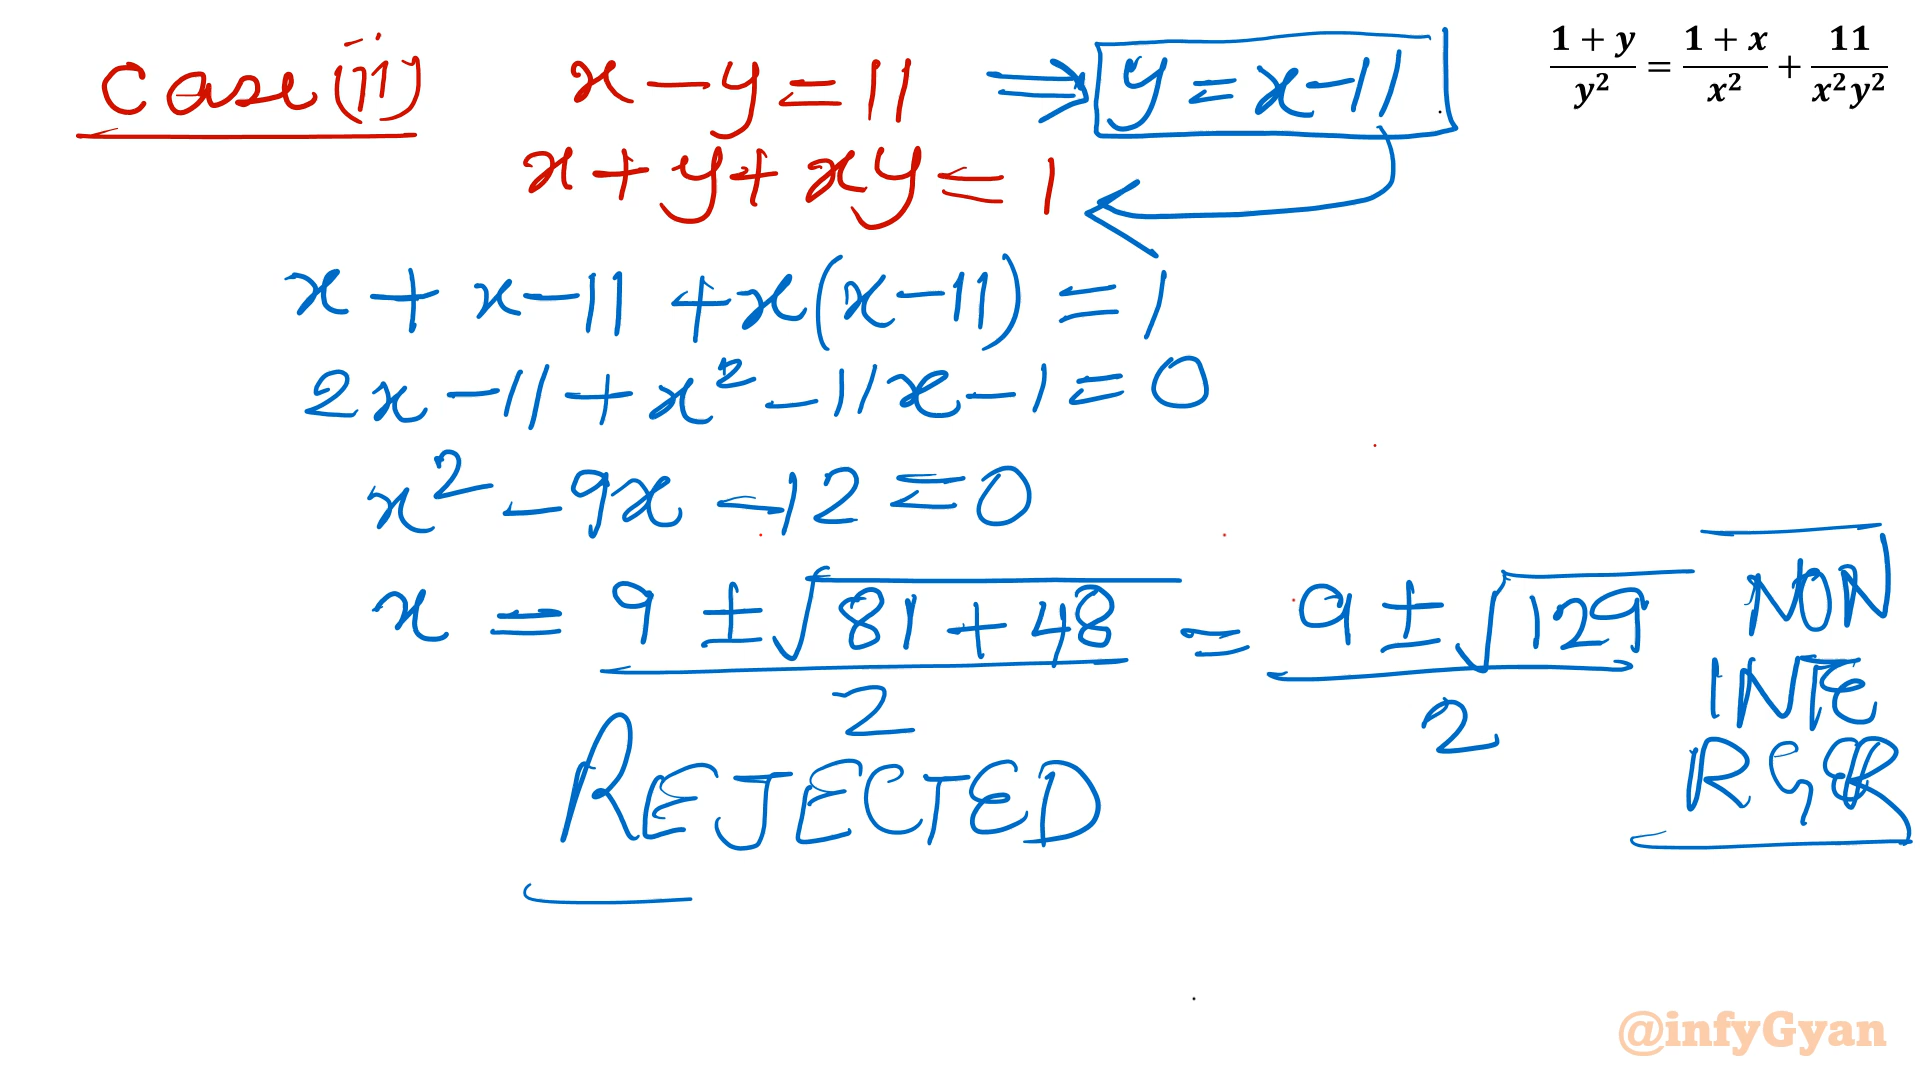 Case (ii) x - y = 11 ⇒ y = x - 11
(1 + y)/y² = (1 + x)/x² + 11/(x²y²)
x + y + xy = 1
x + x - 11 + x(x - 11) = 1
2x - 11 + x² - 11x - 1 = 0
x² - 9x - 12 = 0
x = (9 ± √(81 + 48))/2 = (9 ± √129)/2
NON
INTE
RGER
REJECTED
@infyGyan